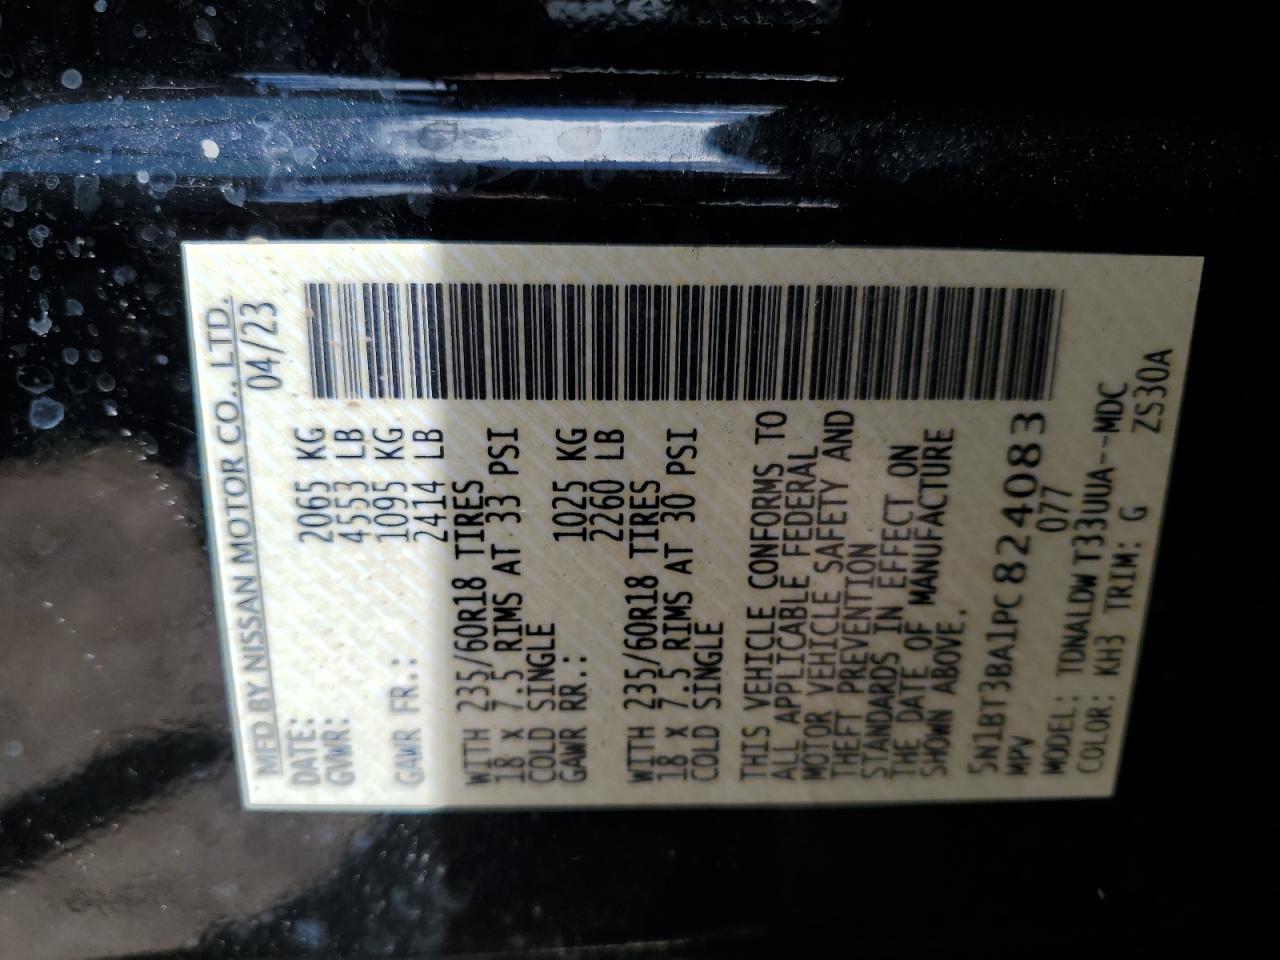 MFD BY NISSAN MOTOR CO., LTD.
DATE: 04/23
GVWR: 2065 KG
4553 LB
GAWR FR.: 1095 KG
2414 LB
WITH 235/60R18 TIRES
18 X 7.5 RIMS AT 33 PSI
COLD SINGLE
GAWR RR.: 1025 KG
2260 LB
WITH 235/60R18 TIRES
18 X 7.5 RIMS AT 30 PSI
COLD SINGLE
THIS VEHICLE CONFORMS TO
ALL APPLICABLE FEDERAL
MOTOR VEHICLE SAFETY AND
THEFT PREVENTION
STANDARDS IN EFFECT ON
THE DATE OF MANUFACTURE
SHOWN ABOVE.
5N1BT3BA1PC824083
MPV 077
MODEL: TDNALDWT33UUA--MDC
COLOR: KH3 TRIM: G ZS30A